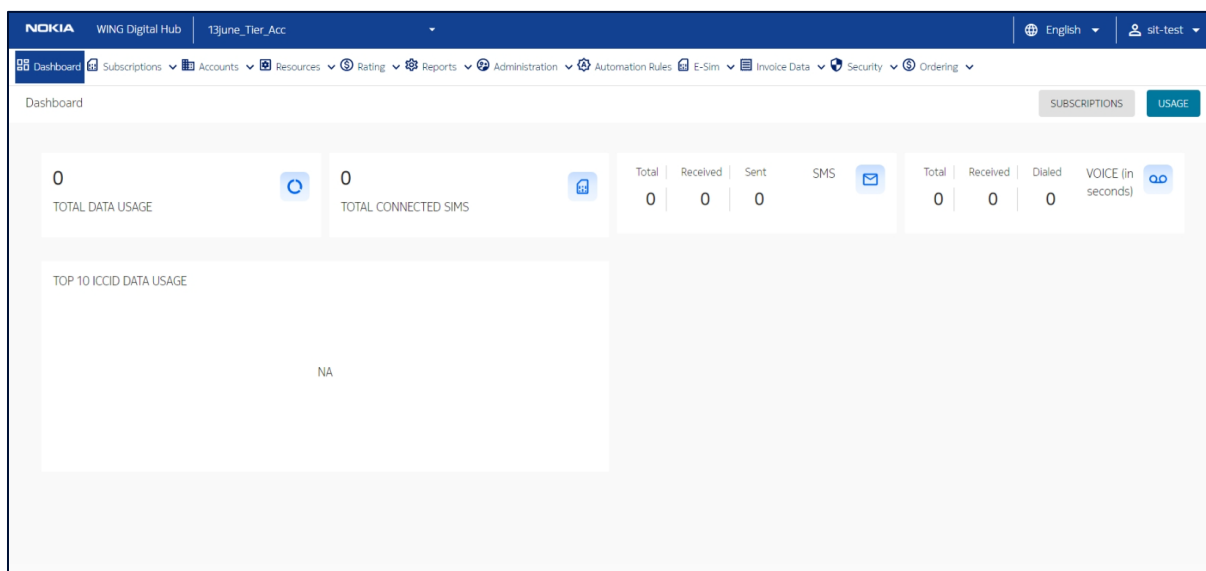 NOKIA WING Digital Hub 13june_Tier_Acc English sit-test
Dashboard Subscriptions Accounts Resources Rating Reports Administration Automation Rules E-Sim Invoice Data Security Ordering
Dashboard SUBSCRIPTIONS USAGE
0
TOTAL DATA USAGE
0
TOTAL CONNECTED SIMS
Total Received Sent SMS
0 0 0
Total Received Dialed VOICE (in seconds)
0 0 0
TOP 10 ICCID DATA USAGE
NA